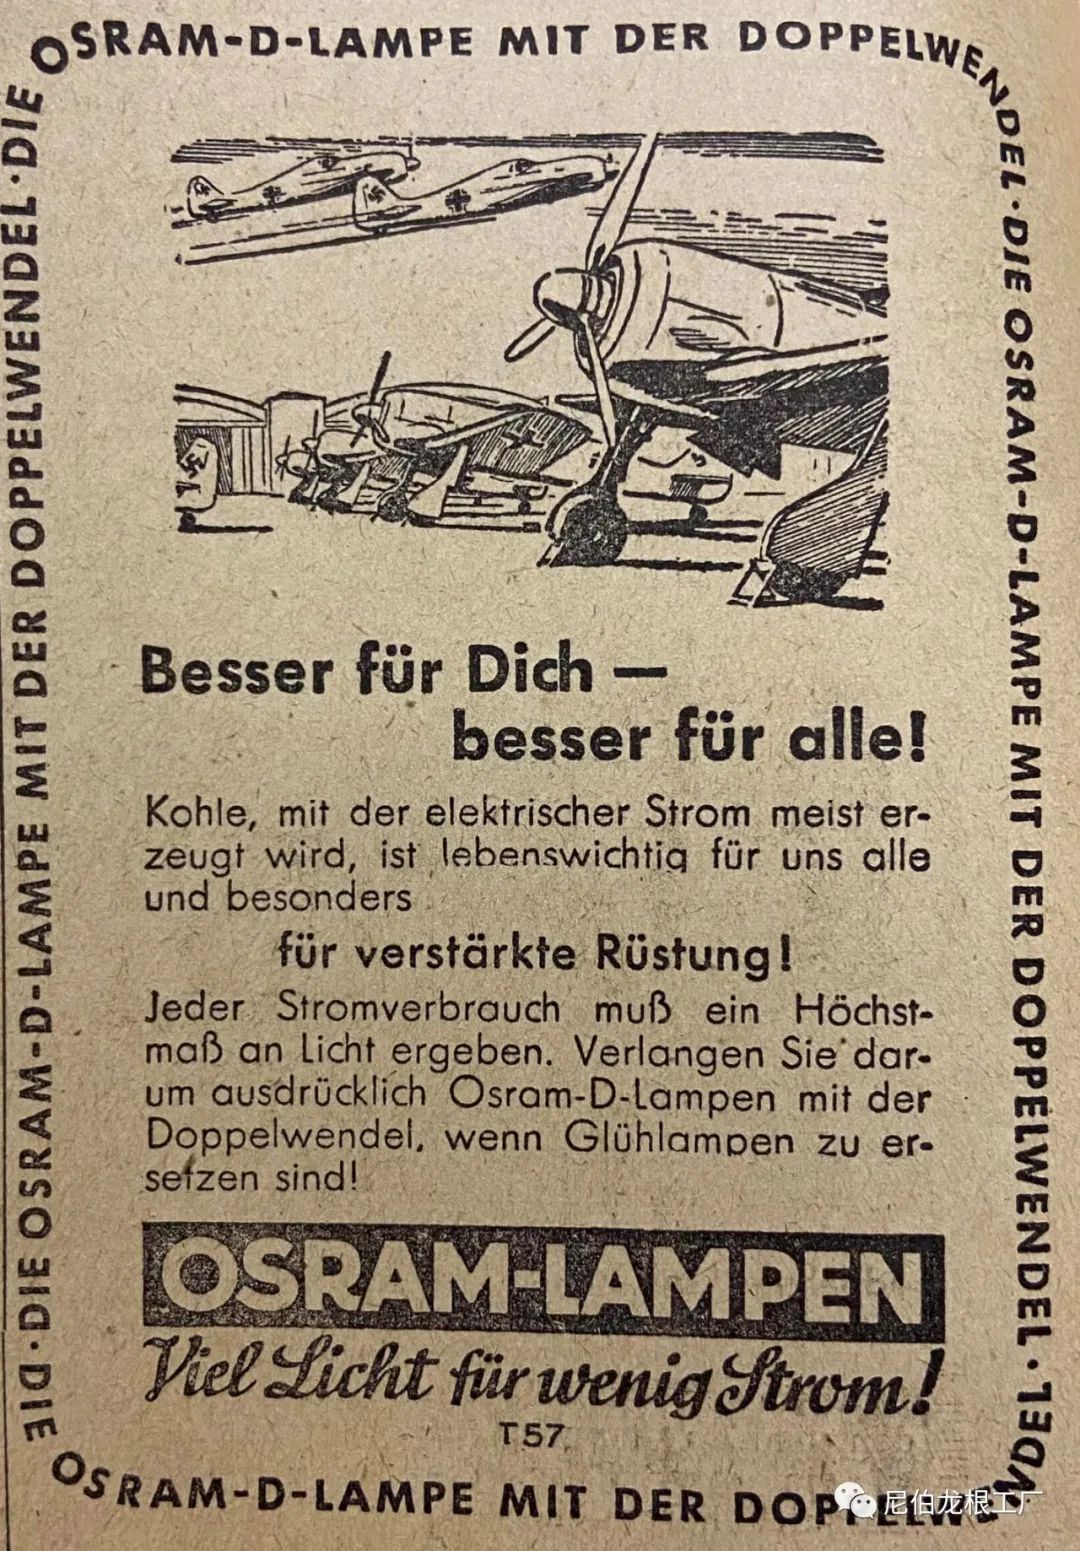 OSRAM-D-LAMPE MIT DER DOPPELWENDEL · DIE OSRAM-D-LAMPE MIT DER DOPPELWENDEL ·
Besser für Dich —
besser für alle!
Kohle, mit der elektrischer Strom meist er-
zeugt wird, ist lebenswichtig für uns alle
und besonders
für verstärkte Rüstung!
Jeder Stromverbrauch muß ein Höchst-
maß an Licht ergeben. Verlangen Sie dar-
um ausdrücklich Osram-D-Lampen mit der
Doppelwendel, wenn Glühlampen zu er-
setzen sind!
OSRAM-LAMPEN
Viel Licht für wenig Strom!
T57
DIE OSRAM-D-LAMPE MIT DER DOPPELWENDEL · DIE
OSRAM-D-LAMPE MIT DER DOPPELWENDEL
尼伯龙根工厂